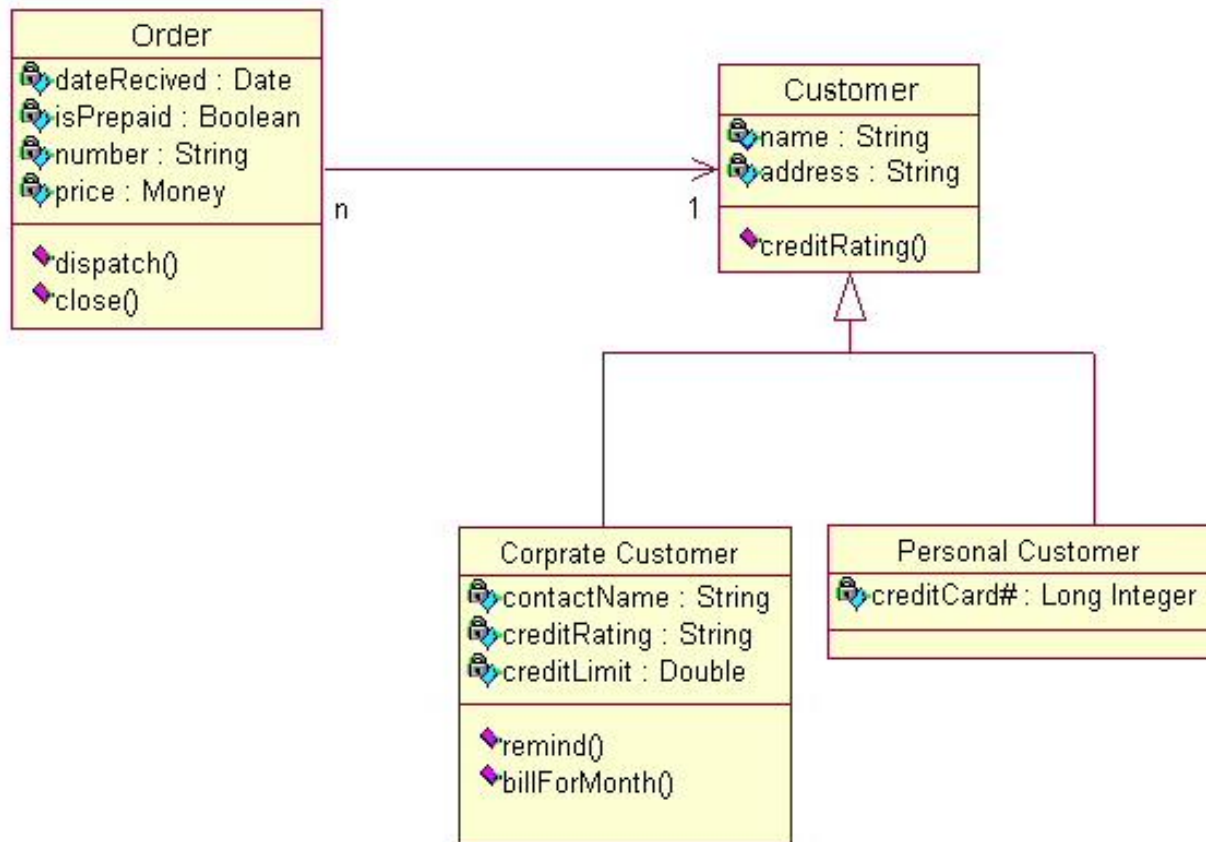 Order
dateRecived : Date
isPrepaid : Boolean
number : String
price : Money
dispatch()
close()
n
1
Customer
name : String
address : String
creditRating()
Corprate Customer
contactName : String
creditRating : String
creditLimit : Double
remind()
billForMonth()
Personal Customer
creditCard# : Long Integer